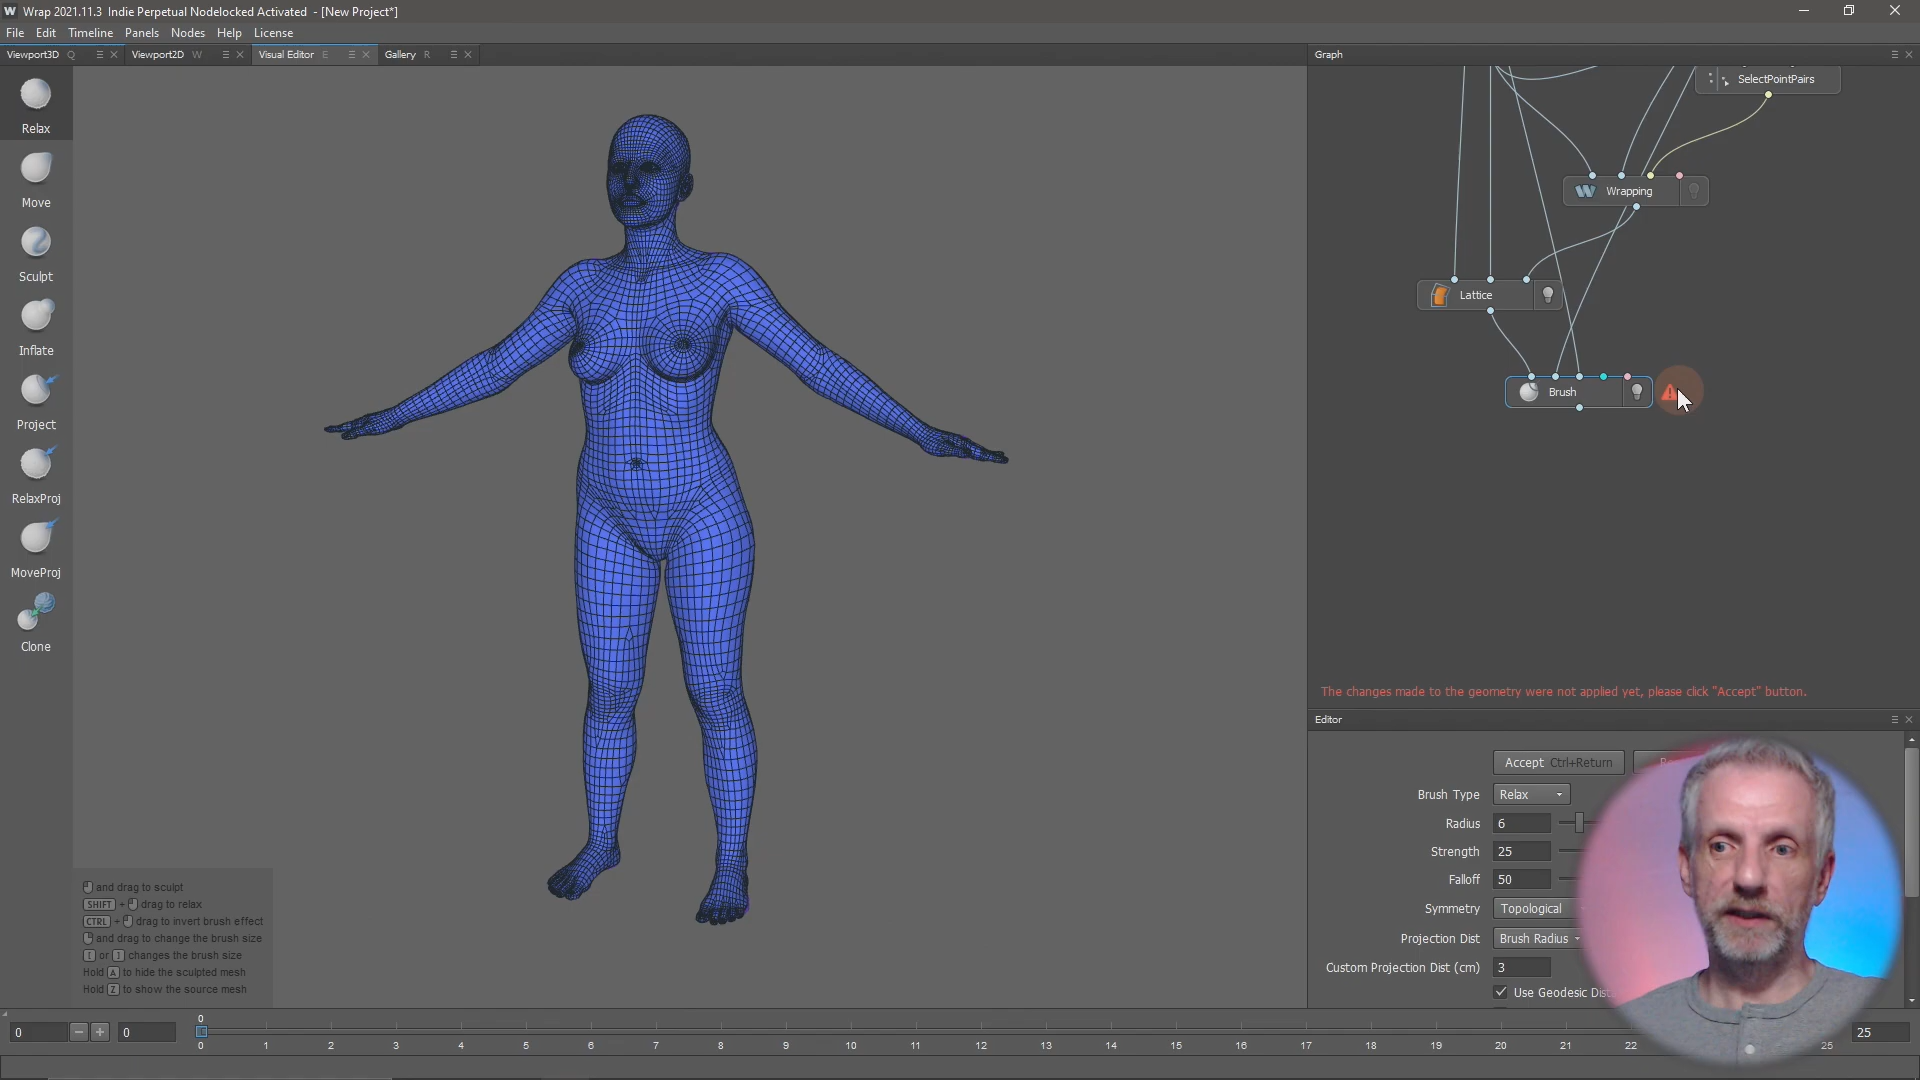 Wrap 2021.11.3 Indie Perpetual Nodelocked Activated - [New Project*]
File Edit Timeline Panels Nodes Help License
Viewport3D Q Viewport2D W Visual Editor E Gallery R Graph
SelectPointPairs
Relax
Move
Sculpt
Inflate
Project
RelaxProj
MoveProj
Clone
Wrapping
Lattice
Brush
The changes made to the geometry were not applied yet, please click "Accept" button.
Editor
Accept Ctrl+Return
Brush Type Relax
Radius 6
Strength 25
Falloff 50
Symmetry Topological
Projection Dist Brush Radius
Custom Projection Dist (cm) 3
Use Geodesic
and drag to sculpt
SHIFT + drag to relax
CTRL + drag to invert brush effect
and drag to change the brush size
[ or ] changes the brush size
Hold A to hide the sculpted mesh
Hold Z to show the source mesh
0
0 0 25
0 1 2 3 4 5 6 7 8 9 10 11 12 13 14 15 16 17 18 19 20 21 22 25